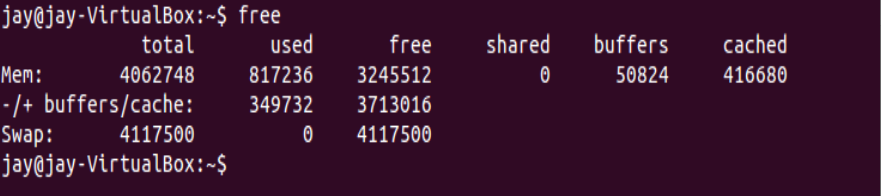 jay@jay-VirtualBox:~$ free
total used free shared buffers cached
Mem: 4062748 817236 3245512 0 50824 416680
-/+ buffers/cache: 349732 3713016
Swap: 4117500 0 4117500
jay@jay-VirtualBox:~$